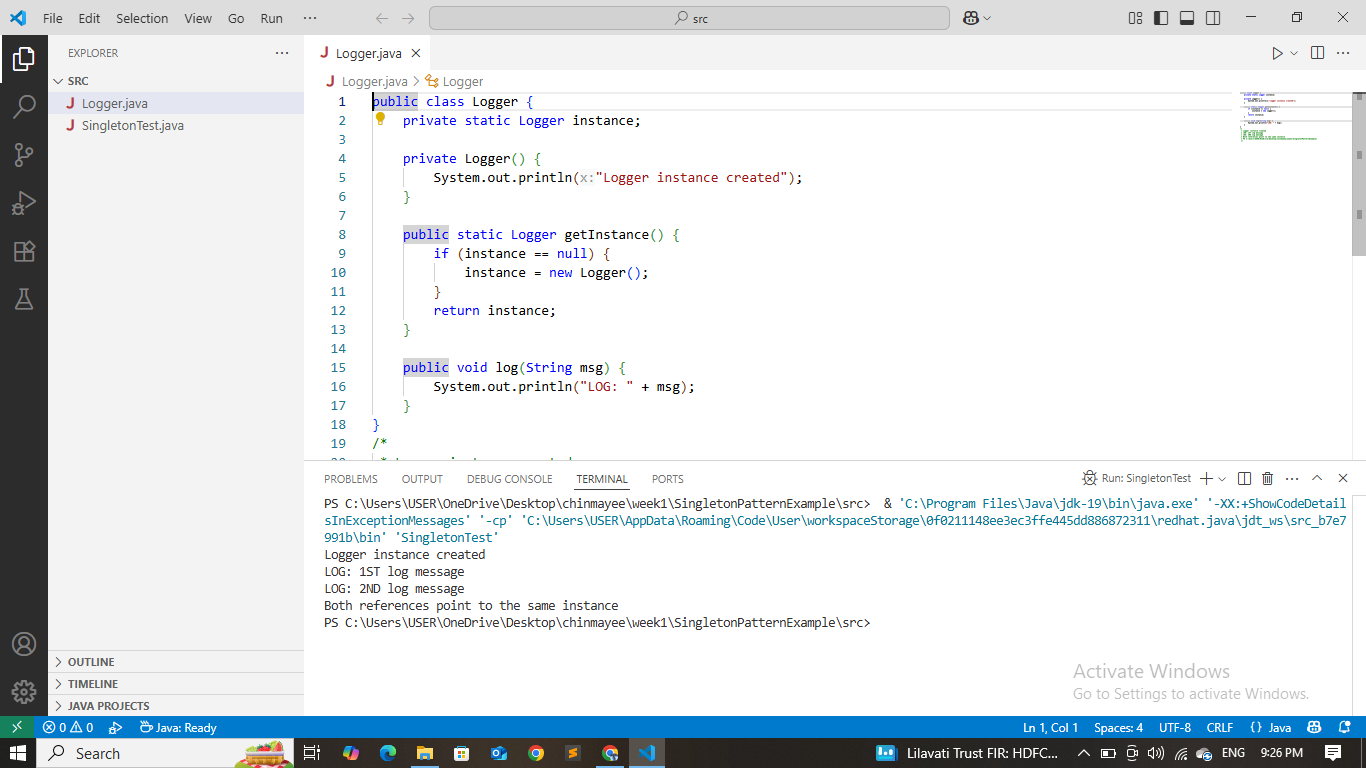 File Edit Selection View Go Run ··· src
EXPLORER ···
SRC
J Logger.java
J SingletonTest.java
OUTLINE
TIMELINE
JAVA PROJECTS
J Logger.java ×
J Logger.java > Logger
1 public class Logger {
2 private static Logger instance;
3
4 private Logger() {
5 System.out.println(x:"Logger instance created");
6 }
7
8 public static Logger getInstance() {
9 if (instance == null) {
10 instance = new Logger();
11 }
12 return instance;
13 }
14
15 public void log(String msg) {
16 System.out.println("LOG: " + msg);
17 }
18 }
19 /*
PROBLEMS OUTPUT DEBUG CONSOLE TERMINAL PORTS Run: SingletonTest
PS C:\Users\USER\OneDrive\Desktop\chinmayee\week1\SingletonPatternExample\src>  & 'C:\Program Files\Java\jdk-19\bin\java.exe' '-XX:+ShowCodeDetail
sInExceptionMessages' '-cp' 'C:\Users\USER\AppData\Roaming\Code\User\workspaceStorage\0f0211148ee3ec3ffe445dd886872311\redhat.java\jdt_ws\src_b7e7
991b\bin' 'SingletonTest'
Logger instance created
LOG: 1ST log message
LOG: 2ND log message
Both references point to the same instance
PS C:\Users\USER\OneDrive\Desktop\chinmayee\week1\SingletonPatternExample\src>
Activate Windows
Go to Settings to activate Windows.
0 0 Java: Ready Ln 1, Col 1 Spaces: 4 UTF-8 CRLF {} Java
Search Lilavati Trust FIR: HDFC... ENG 9:26 PM